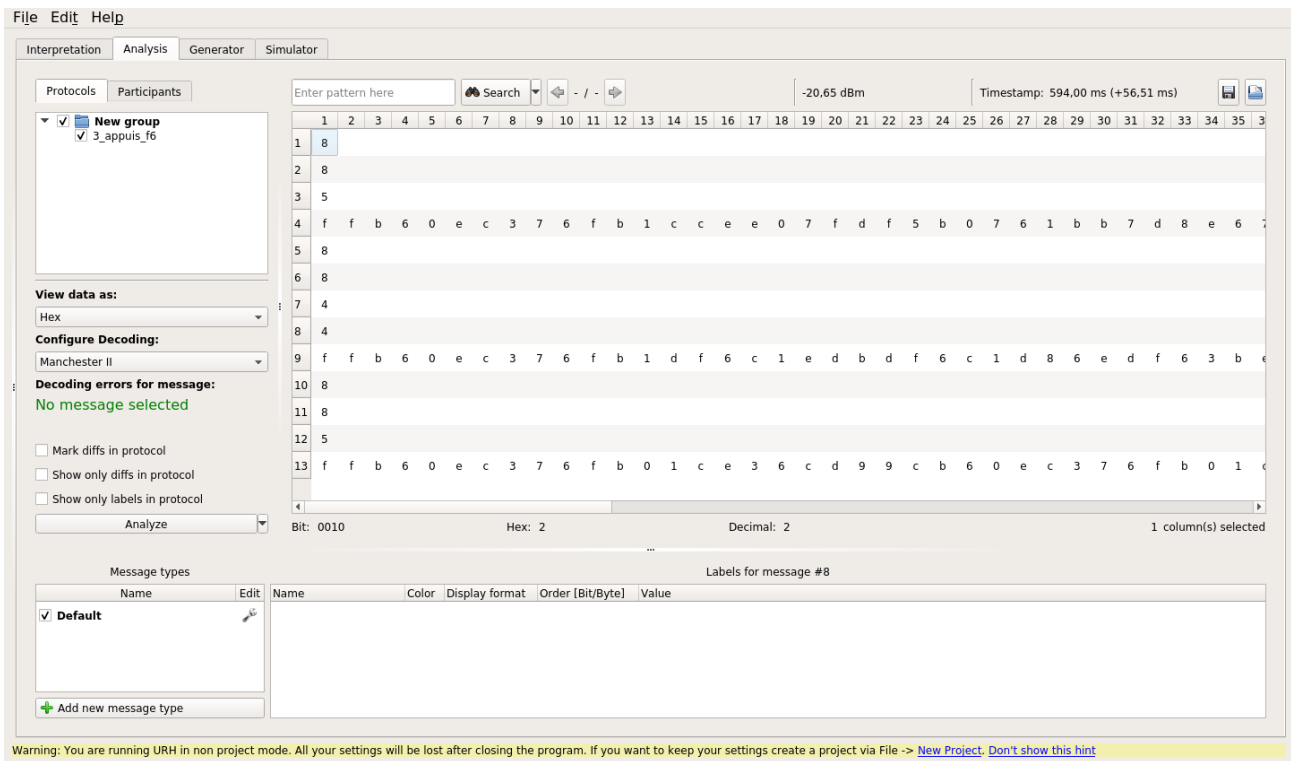 File Edit Help
Interpretation Analysis Generator Simulator
Protocols Participants
Enter pattern here Search - / - -20,65 dBm Timestamp: 594,00 ms (+56,51 ms)
New group
3_appuis_f6
1 2 3 4 5 6 7 8 9 10 11 12 13 14 15 16 17 18 19 20 21 22 23 24 25 26 27 28 29 30 31 32 33 34 35 3
1 8
2 8
3 5
4 f f b 6 0 e c 3 7 6 f b 1 c c e e 0 7 f d f 5 b 0 7 6 1 b b 7 d 8 e 6 7
5 8
6 8
7 4
8 4
9 f f b 6 0 e c 3 7 6 f b 1 d f 6 c 1 e d b d f 6 c 1 d 8 6 e d f 6 3 b e
10 8
11 8
12 5
13 f f b 6 0 e c 3 7 6 f b 0 1 c e 3 6 c d 9 9 c b 6 0 e c 3 7 6 f b 0 1
View data as:
Hex
Configure Decoding:
Manchester II
Decoding errors for message:
No message selected
Mark diffs in protocol
Show only diffs in protocol
Show only labels in protocol
Analyze
Bit: 0010 Hex: 2 Decimal: 2 1 column(s) selected
Message types
Name Edit
Default
Add new message type
Labels for message #8
Name Color Display format Order [Bit/Byte] Value
Warning: You are running URH in non project mode. All your settings will be lost after closing the program. If you want to keep your settings create a project via File -> New Project. Don't show this hint